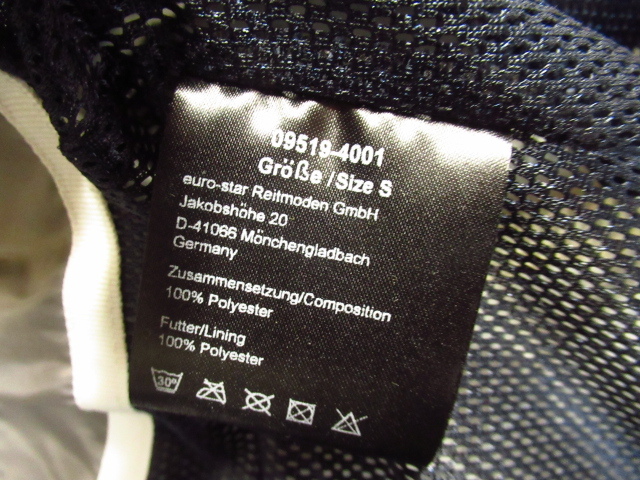 09519-4001
Größe /Size S
euro-star Reitmoden GmbH
Jakobshöhe 20
D-41066 Mönchengladbach
Germany
Zusammensetzung/Composition
100% Polyester
Futter/Lining
100% Polyester
30°